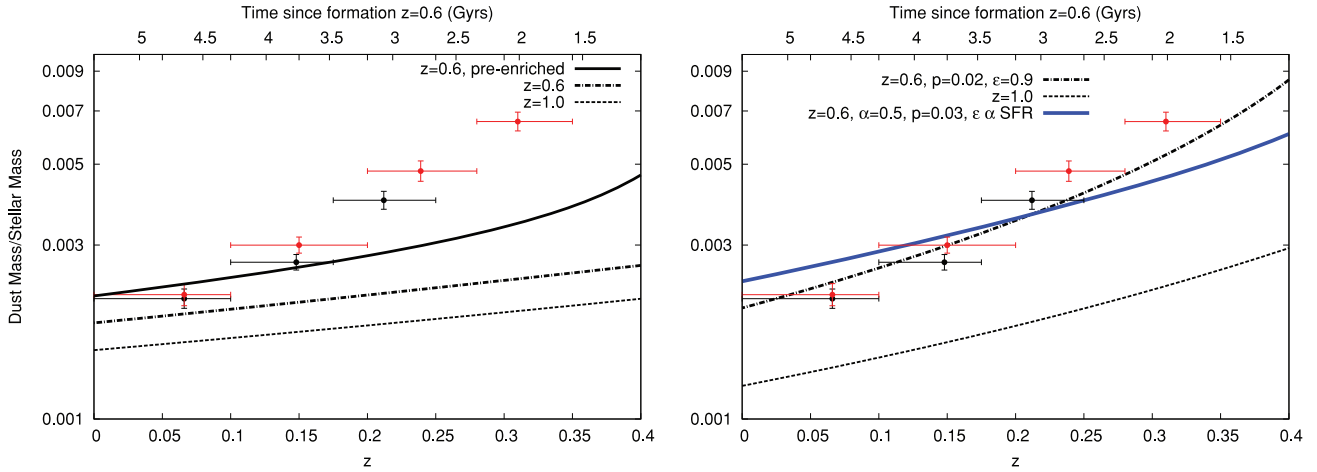 Time since formation z=0.6 (Gyrs)
5 4.5 4 3.5 3 2.5 2 1.5
0.009
0.007
0.005
0.003
0.001
Dust Mass/Stellar Mass
z=0.6, pre-enriched
z=0.6
z=1.0
0 0.05 0.1 0.15 0.2 0.25 0.3 0.35 0.4
z
Time since formation z=0.6 (Gyrs)
5 4.5 4 3.5 3 2.5 2 1.5
0.009
0.007
0.005
0.003
0.001
z=0.6, p=0.02, ε=0.9
z=1.0
z=0.6, α=0.5, p=0.03, ε α SFR
0 0.05 0.1 0.15 0.2 0.25 0.3 0.35 0.4
z